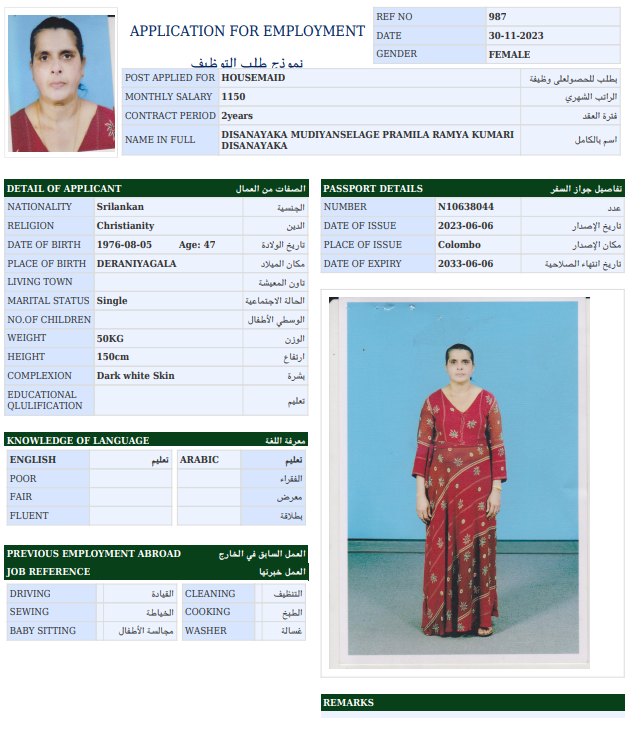 APPLICATION FOR EMPLOYMENT
نموذج طلب التوظيف
REF NO 987
DATE 30-11-2023
GENDER FEMALE
POST APPLIED FOR HOUSEMAID بطلب للحصولعلى وظيفة
MONTHLY SALARY 1150 الراتب الشهري
CONTRACT PERIOD 2years فترة العقد
NAME IN FULL DISANAYAKA MUDIYANSELAGE PRAMILA RAMYA KUMARI DISANAYAKA اسم بالكامل
DETAIL OF APPLICANT الصفات من العمال
NATIONALITY Srilankan الجنسية
RELIGION Christianity الدين
DATE OF BIRTH 1976-08-05 Age: 47 تاريخ الولادة
PLACE OF BIRTH DERANIYAGALA مكان الميلاد
LIVING TOWN تاون المعيشة
MARITAL STATUS Single الحالة الاجتماعية
NO.OF CHILDREN الوسطي الأطفال
WEIGHT 50KG الوزن
HEIGHT 150cm ارتفاع
COMPLEXION Dark white Skin بشرة
EDUCATIONAL QLULIFICATION تعليم
PASSPORT DETAILS تفاصيل جواز السفر
NUMBER N10638044 عدد
DATE OF ISSUE 2023-06-06 تاريخ الإصدار
PLACE OF ISSUE Colombo مكان الإصدار
DATE OF EXPIRY 2033-06-06 تاريخ انتهاء الصلاحية
KNOWLEDGE OF LANGUAGE معرفة اللغة
ENGLISH تعليم ARABIC تعليم
POOR الفقراء
FAIR معرض
FLUENT بطلاقة
PREVIOUS EMPLOYMENT ABROAD العمل السابق في الخارج
JOB REFERENCE العمل خبرتها
DRIVING القيادة CLEANING التنظيف
SEWING الخياطة COOKING الطبخ
BABY SITTING مجالسة الأطفال WASHER غسالة
REMARKS